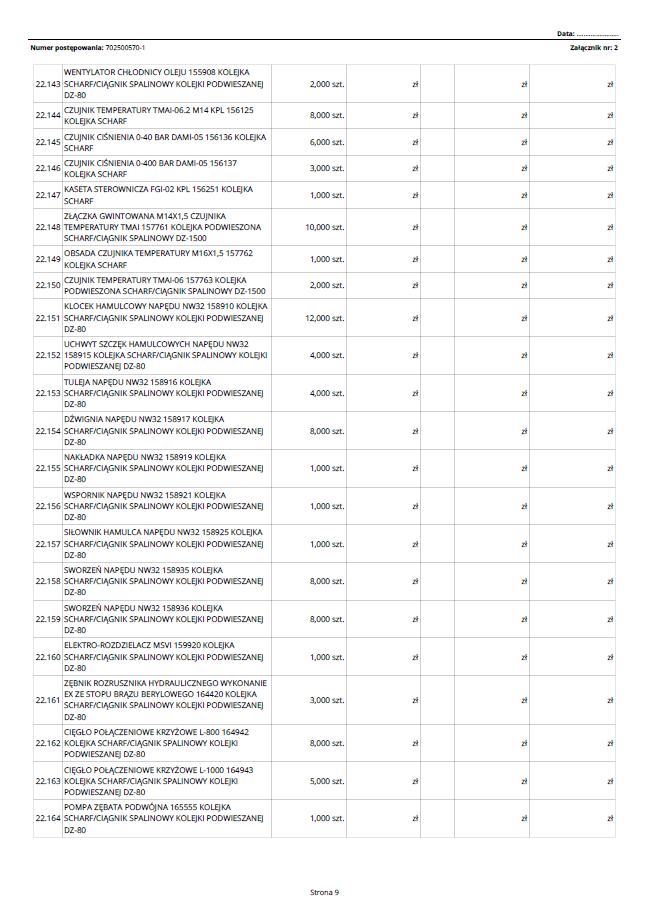 Data: ......................
Numer postępowania: 702500570-1 Załącznik nr: 2
WENTYLATOR CHŁODNICY OLEJU 155908 KOLEJKA
22.143 SCHARF/CIĄGNIK SPALINOWY KOLEJKI PODWIESZANEJ 2,000 szt. zł zł zł
DZ-80
22.144 CZUJNIK TEMPERATURY TMAI-06.2 M14 KPL 156125 8,000 szt. zł zł zł
KOLEJKA SCHARF
22.145 CZUJNIK CIŚNIENIA 0-40 BAR DAMI-05 156136 KOLEJKA 6,000 szt. zł zł zł
SCHARF
22.146 CZUJNIK CIŚNIENIA 0-400 BAR DAMI-05 156137 3,000 szt. zł zł zł
KOLEJKA SCHARF
22.147 KASETA STEROWNICZA FGI-02 KPL 156251 KOLEJKA 1,000 szt. zł zł zł
SCHARF
ZŁĄCZKA GWINTOWANA M14X1,5 CZUJNIKA
22.148 TEMPERATURY TMAI 157761 KOLEJKA PODWIESZONA 10,000 szt. zł zł zł
SCHARF/CIĄGNIK SPALINOWY DZ-1500
22.149 OBSADA CZUJNIKA TEMPERATURY M16X1,5 157762 1,000 szt. zł zł zł
KOLEJKA SCHARF
22.150 CZUJNIK TEMPERATURY TMAI-06 157763 KOLEJKA 2,000 szt. zł zł zł
PODWIESZONA SCHARF/CIĄGNIK SPALINOWY DZ-1500
KLOCEK HAMULCOWY NAPĘDU NW32 158910 KOLEJKA
22.151 SCHARF/CIĄGNIK SPALINOWY KOLEJKI PODWIESZANEJ 12,000 szt. zł zł zł
DZ-80
UCHWYT SZCZĘK HAMULCOWYCH NAPĘDU NW32
22.152 158915 KOLEJKA SCHARF/CIĄGNIK SPALINOWY KOLEJKI 4,000 szt. zł zł zł
PODWIESZANEJ DZ-80
TULEJA NAPĘDU NW32 158916 KOLEJKA
22.153 SCHARF/CIĄGNIK SPALINOWY KOLEJKI PODWIESZANEJ 4,000 szt. zł zł zł
DZ-80
DŹWIGNIA NAPĘDU NW32 158917 KOLEJKA
22.154 SCHARF/CIĄGNIK SPALINOWY KOLEJKI PODWIESZANEJ 8,000 szt. zł zł zł
DZ-80
NAKŁADKA NAPĘDU NW32 158919 KOLEJKA
22.155 SCHARF/CIĄGNIK SPALINOWY KOLEJKI PODWIESZANEJ 1,000 szt. zł zł zł
DZ-80
WSPORNIK NAPĘDU NW32 158921 KOLEJKA
22.156 SCHARF/CIĄGNIK SPALINOWY KOLEJKI PODWIESZANEJ 1,000 szt. zł zł zł
DZ-80
SIŁOWNIK HAMULCA NAPĘDU NW32 158925 KOLEJKA
22.157 SCHARF/CIĄGNIK SPALINOWY KOLEJKI PODWIESZANEJ 1,000 szt. zł zł zł
DZ-80
SWORZEŃ NAPĘDU NW32 158935 KOLEJKA
22.158 SCHARF/CIĄGNIK SPALINOWY KOLEJKI PODWIESZANEJ 8,000 szt. zł zł zł
DZ-80
SWORZEŃ NAPĘDU NW32 158936 KOLEJKA
22.159 SCHARF/CIĄGNIK SPALINOWY KOLEJKI PODWIESZANEJ 8,000 szt. zł zł zł
DZ-80
ELEKTRO-ROZDZIELACZ MSVI 159920 KOLEJKA
22.160 SCHARF/CIĄGNIK SPALINOWY KOLEJKI PODWIESZANEJ 1,000 szt. zł zł zł
DZ-80
ZĘBNIK ROZRUSZNIKA HYDRAULICZNEGO WYKONANIE
EX ZE STOPU BRĄZU BERYLOWEGO 164420 KOLEJKA
22.161 SCHARF/CIĄGNIK SPALINOWY KOLEJKI PODWIESZANEJ 3,000 szt. zł zł zł
DZ-80
CIĘGŁO POŁĄCZENIOWE KRZYŻOWE L-800 164942
22.162 KOLEJKA SCHARF/CIĄGNIK SPALINOWY KOLEJKI 8,000 szt. zł zł zł
PODWIESZANEJ DZ-80
CIĘGŁO POŁĄCZENIOWE KRZYŻOWE L-1000 164943
22.163 KOLEJKA SCHARF/CIĄGNIK SPALINOWY KOLEJKI 5,000 szt. zł zł zł
PODWIESZANEJ DZ-80
POMPA ZĘBATA PODWÓJNA 165555 KOLEJKA
22.164 SCHARF/CIĄGNIK SPALINOWY KOLEJKI PODWIESZANEJ 1,000 szt. zł zł zł
DZ-80
Strona 9